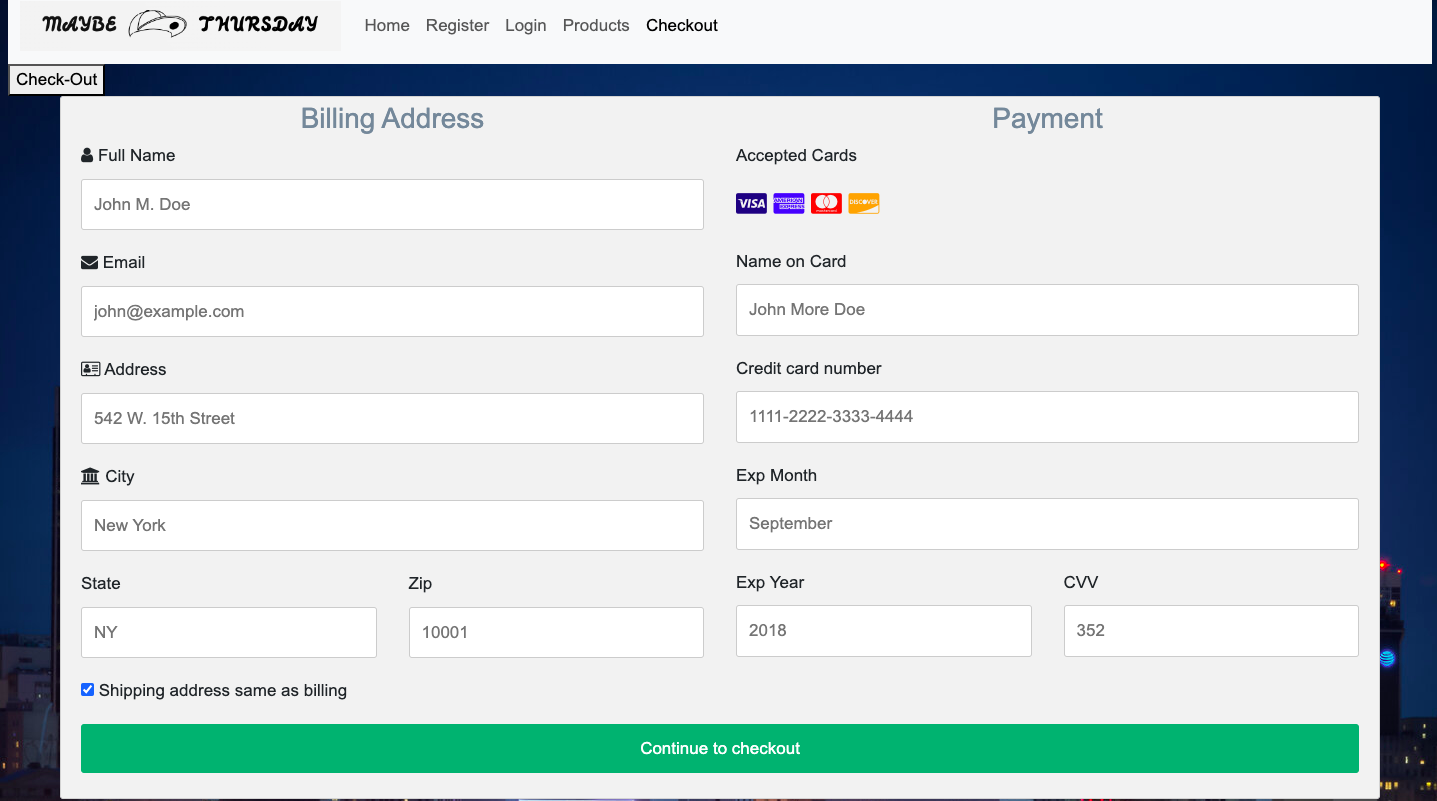 MAYBE THURSDAY
Home Register Login Products Checkout
Check-Out
Billing Address
Full Name
John M. Doe
Email
john@example.com
Address
542 W. 15th Street
City
New York
State Zip
NY 10001
Shipping address same as billing
Payment
Accepted Cards
VISA AMERICAN EXPRESS DISCOVER
Name on Card
John More Doe
Credit card number
1111-2222-3333-4444
Exp Month
September
Exp Year CVV
2018 352
Continue to checkout